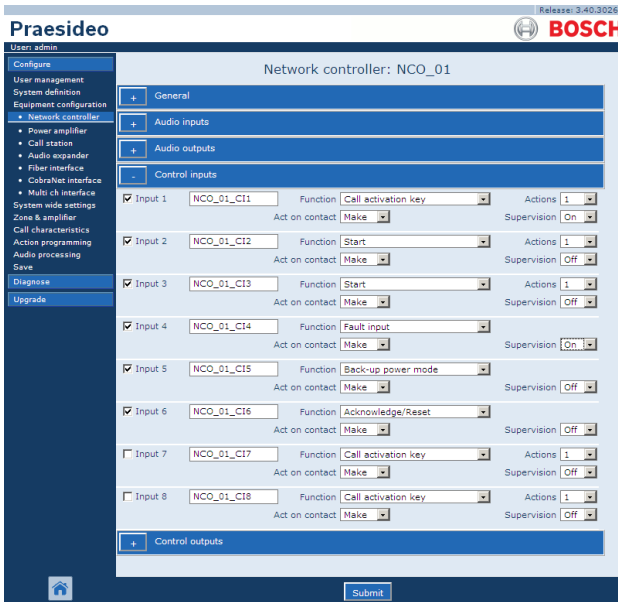 Release: 3.40.3026
Praesideo
BOSCH
User: admin
Configure
User management
System definition
Equipment configuration
• Network controller
• Power amplifier
• Call station
• Audio expander
• Fiber interface
• CobraNet interface
• Multi ch interface
System wide settings
Zone & amplifier
Call characteristics
Action programming
Audio processing
Save
Diagnose
Upgrade
Network controller: NCO_01
+ General
+ Audio inputs
+ Audio outputs
- Control inputs
Input 1 NCO_01_CI1 Function Call activation key Actions 1
Act on contact Make Supervision On
Input 2 NCO_01_CI2 Function Start Actions 1
Act on contact Make Supervision Off
Input 3 NCO_01_CI3 Function Start Actions 1
Act on contact Make Supervision Off
Input 4 NCO_01_CI4 Function Fault input
Act on contact Make Supervision On
Input 5 NCO_01_CI5 Function Back-up power mode
Act on contact Make Supervision Off
Input 6 NCO_01_CI6 Function Acknowledge/Reset
Act on contact Make Supervision Off
Input 7 NCO_01_CI7 Function Call activation key Actions 1
Act on contact Make Supervision Off
Input 8 NCO_01_CI8 Function Call activation key Actions 1
Act on contact Make Supervision Off
+ Control outputs
Submit